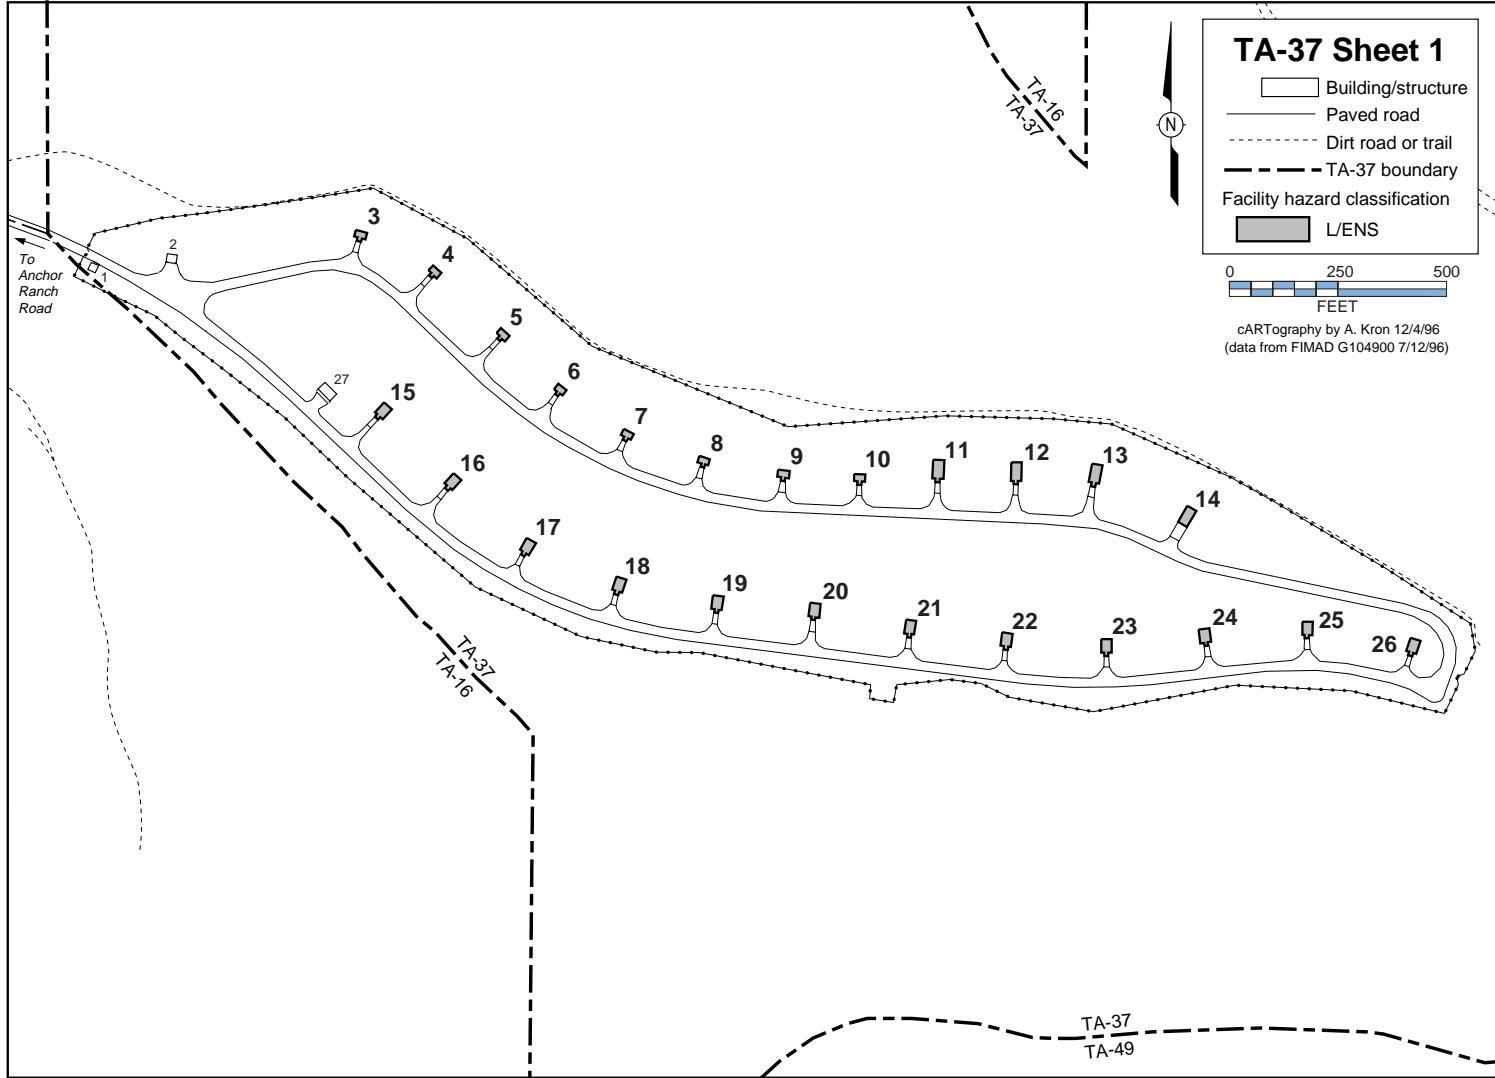 TA-37 Sheet 1
Building/structure
Paved road
Dirt road or trail
TA-37 boundary
Facility hazard classification
L/ENS
N
0 250 500
FEET
cARTography by A. Kron 12/4/96
(data from FIMAD G104900 7/12/96)
TA-16
TA-37
To
Anchor
Ranch
Road
1
2
3
4
5
6
7
8
9
10
11
12
13
14
27
15
16
17
18
19
20
21
22
23
24
25
26
TA-37
TA-16
TA-37
TA-49